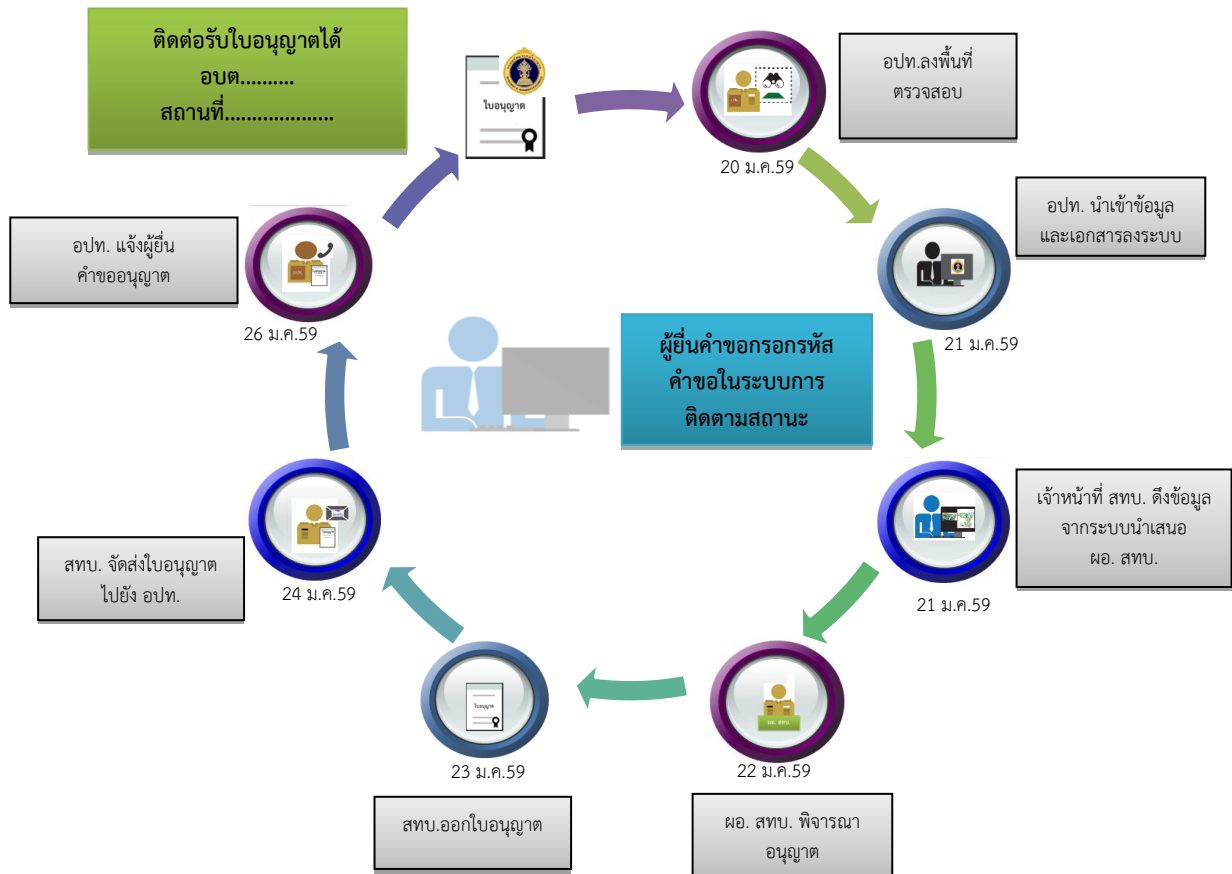 ติดต่อรับใบอนุญาตได้
อบต..........
สถานที่....................
ใบอนุญาต
อปท.ลงพื้นที่
ตรวจสอบ
20 ม.ค.59
อปท. นำเข้าข้อมูล
และเอกสารลงระบบ
21 ม.ค.59
อปท. แจ้งผู้ยื่น
คำขออนุญาต
26 ม.ค.59
ผู้ยื่นคำขอกรอกรหัส
คำขอในระบบการ
ติดตามสถานะ
เจ้าหน้าที่ สทบ. ดึงข้อมูล
จากระบบนำเสนอ
ผอ. สทบ.
21 ม.ค.59
สทบ. จัดส่งใบอนุญาต
ไปยัง อปท.
24 ม.ค.59
ใบอนุญาต
23 ม.ค.59
สทบ.ออกใบอนุญาต
ผอ. สทบ.
22 ม.ค.59
ผอ. สทบ. พิจารณา
อนุญาต